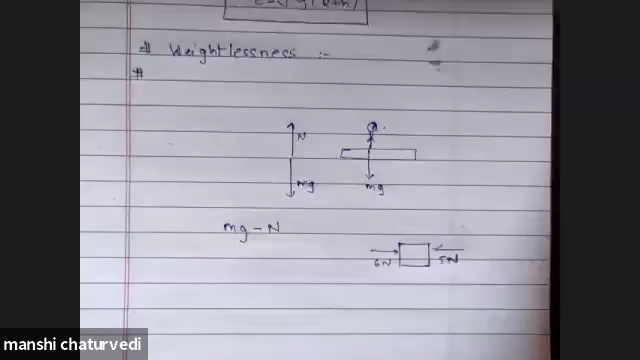 # Weightlessness :-
#
N
mg
mg
mg - N
6N
5N
manshi chaturvedi